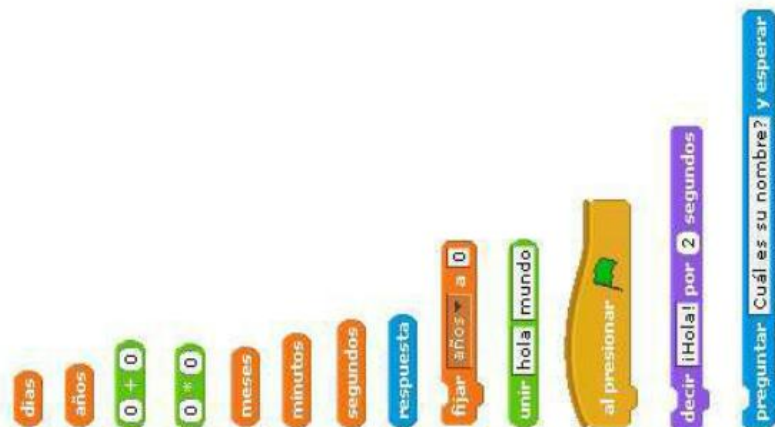 días
años
0 + 0
0 * 0
meses
minutos
segundos
respuesta
fijar años a 0
unir hola mundo
al presionar
decir ¡Hola! por 2 segundos
preguntar Cuál es su nombre? y esperar